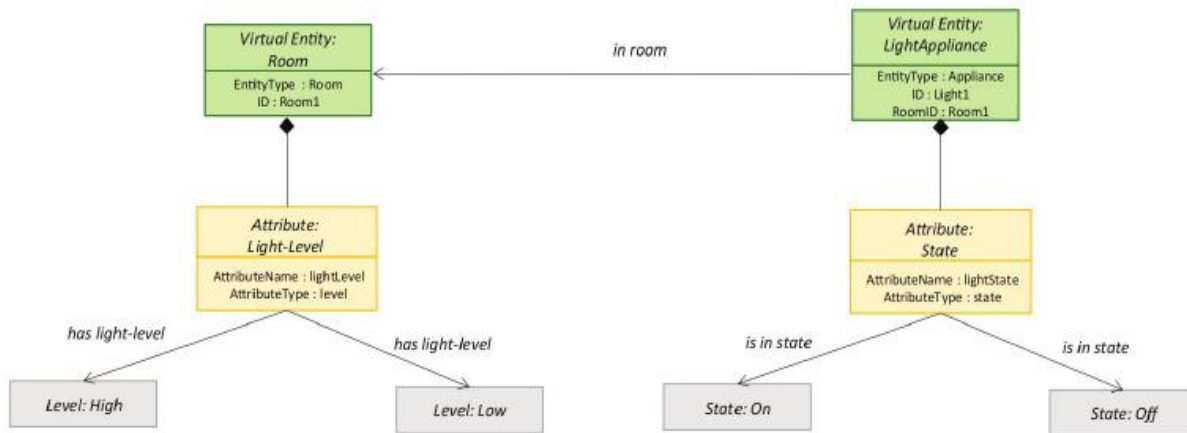 Virtual Entity:
Room
EntityType : Room
ID : Room1
in room
Virtual Entity:
LightAppliance
EntityType : Appliance
ID : Light1
RoomID : Room1
Attribute:
Light-Level
AttributeName : lightLevel
AttributeType : level
Attribute:
State
AttributeName : lightState
AttributeType : state
has light-level
has light-level
is in state
is in state
Level: High
Level: Low
State: On
State: Off